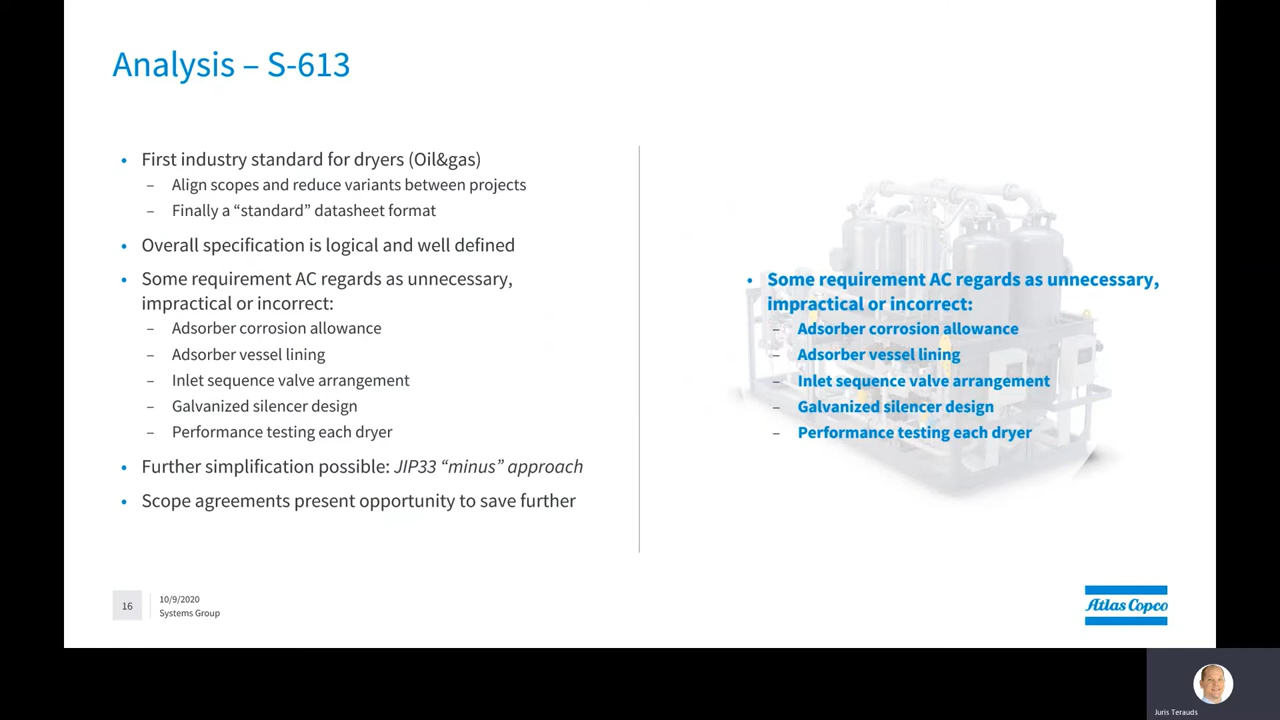 Analysis – S-613
• First industry standard for dryers (Oil&gas)
– Align scopes and reduce variants between projects
– Finally a “standard” datasheet format
• Overall specification is logical and well defined
• Some requirement AC regards as unnecessary,
impractical or incorrect:
– Adsorber corrosion allowance
– Adsorber vessel lining
– Inlet sequence valve arrangement
– Galvanized silencer design
– Performance testing each dryer
• Further simplification possible: JIP33 “minus” approach
• Scope agreements present opportunity to save further
• Some requirement AC regards as unnecessary,
impractical or incorrect:
– Adsorber corrosion allowance
– Adsorber vessel lining
– Inlet sequence valve arrangement
– Galvanized silencer design
– Performance testing each dryer
16
10/9/2020
Systems Group
Atlas Copco
Juris Terauds